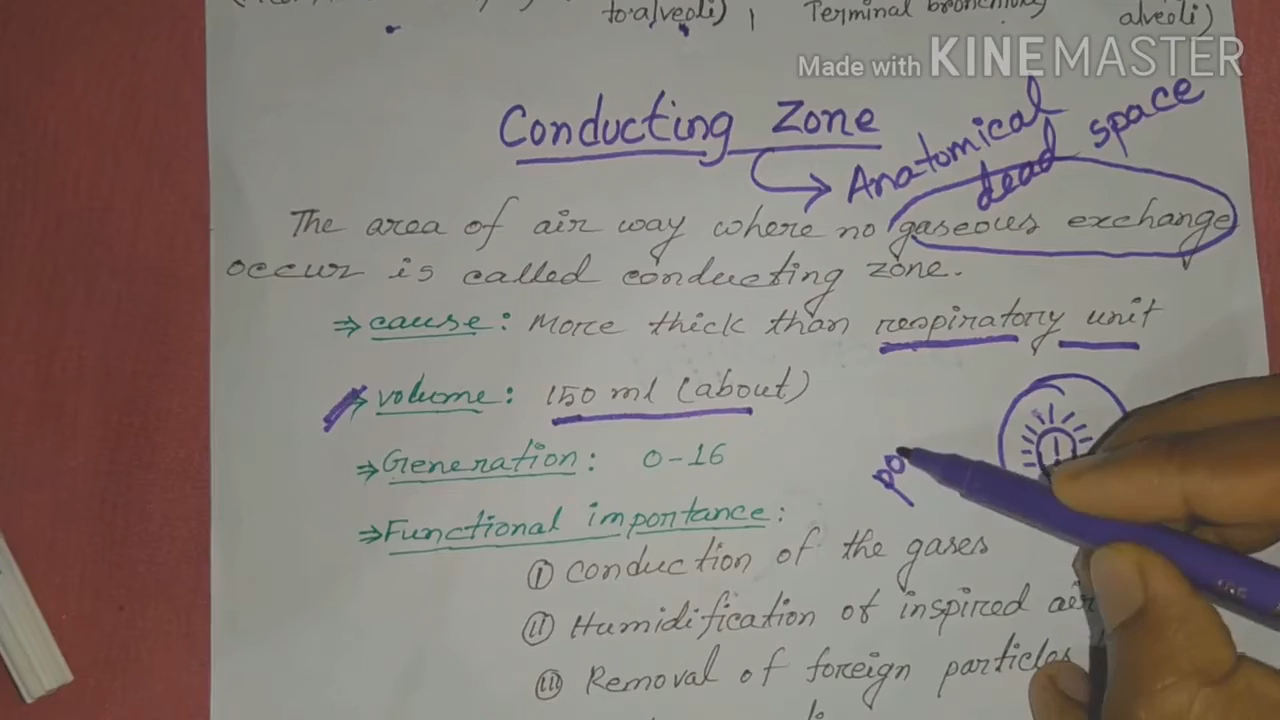 to alveoli) , Terminal bronchioles alveoli)
Made with KINEMASTER
Conducting Zone
Anatomical dead space
The area of air way where no gaseous exchange
occur is called conducting zone.
⇒ cause: More thick than respiratory unit
⇒ volume: 150 ml (about)
⇒ Generation: 0-16
po
⇒ Functional importance:
(i) Conduction of the gases
(ii) Humidification of inspired air
(iii) Removal of foreign particles